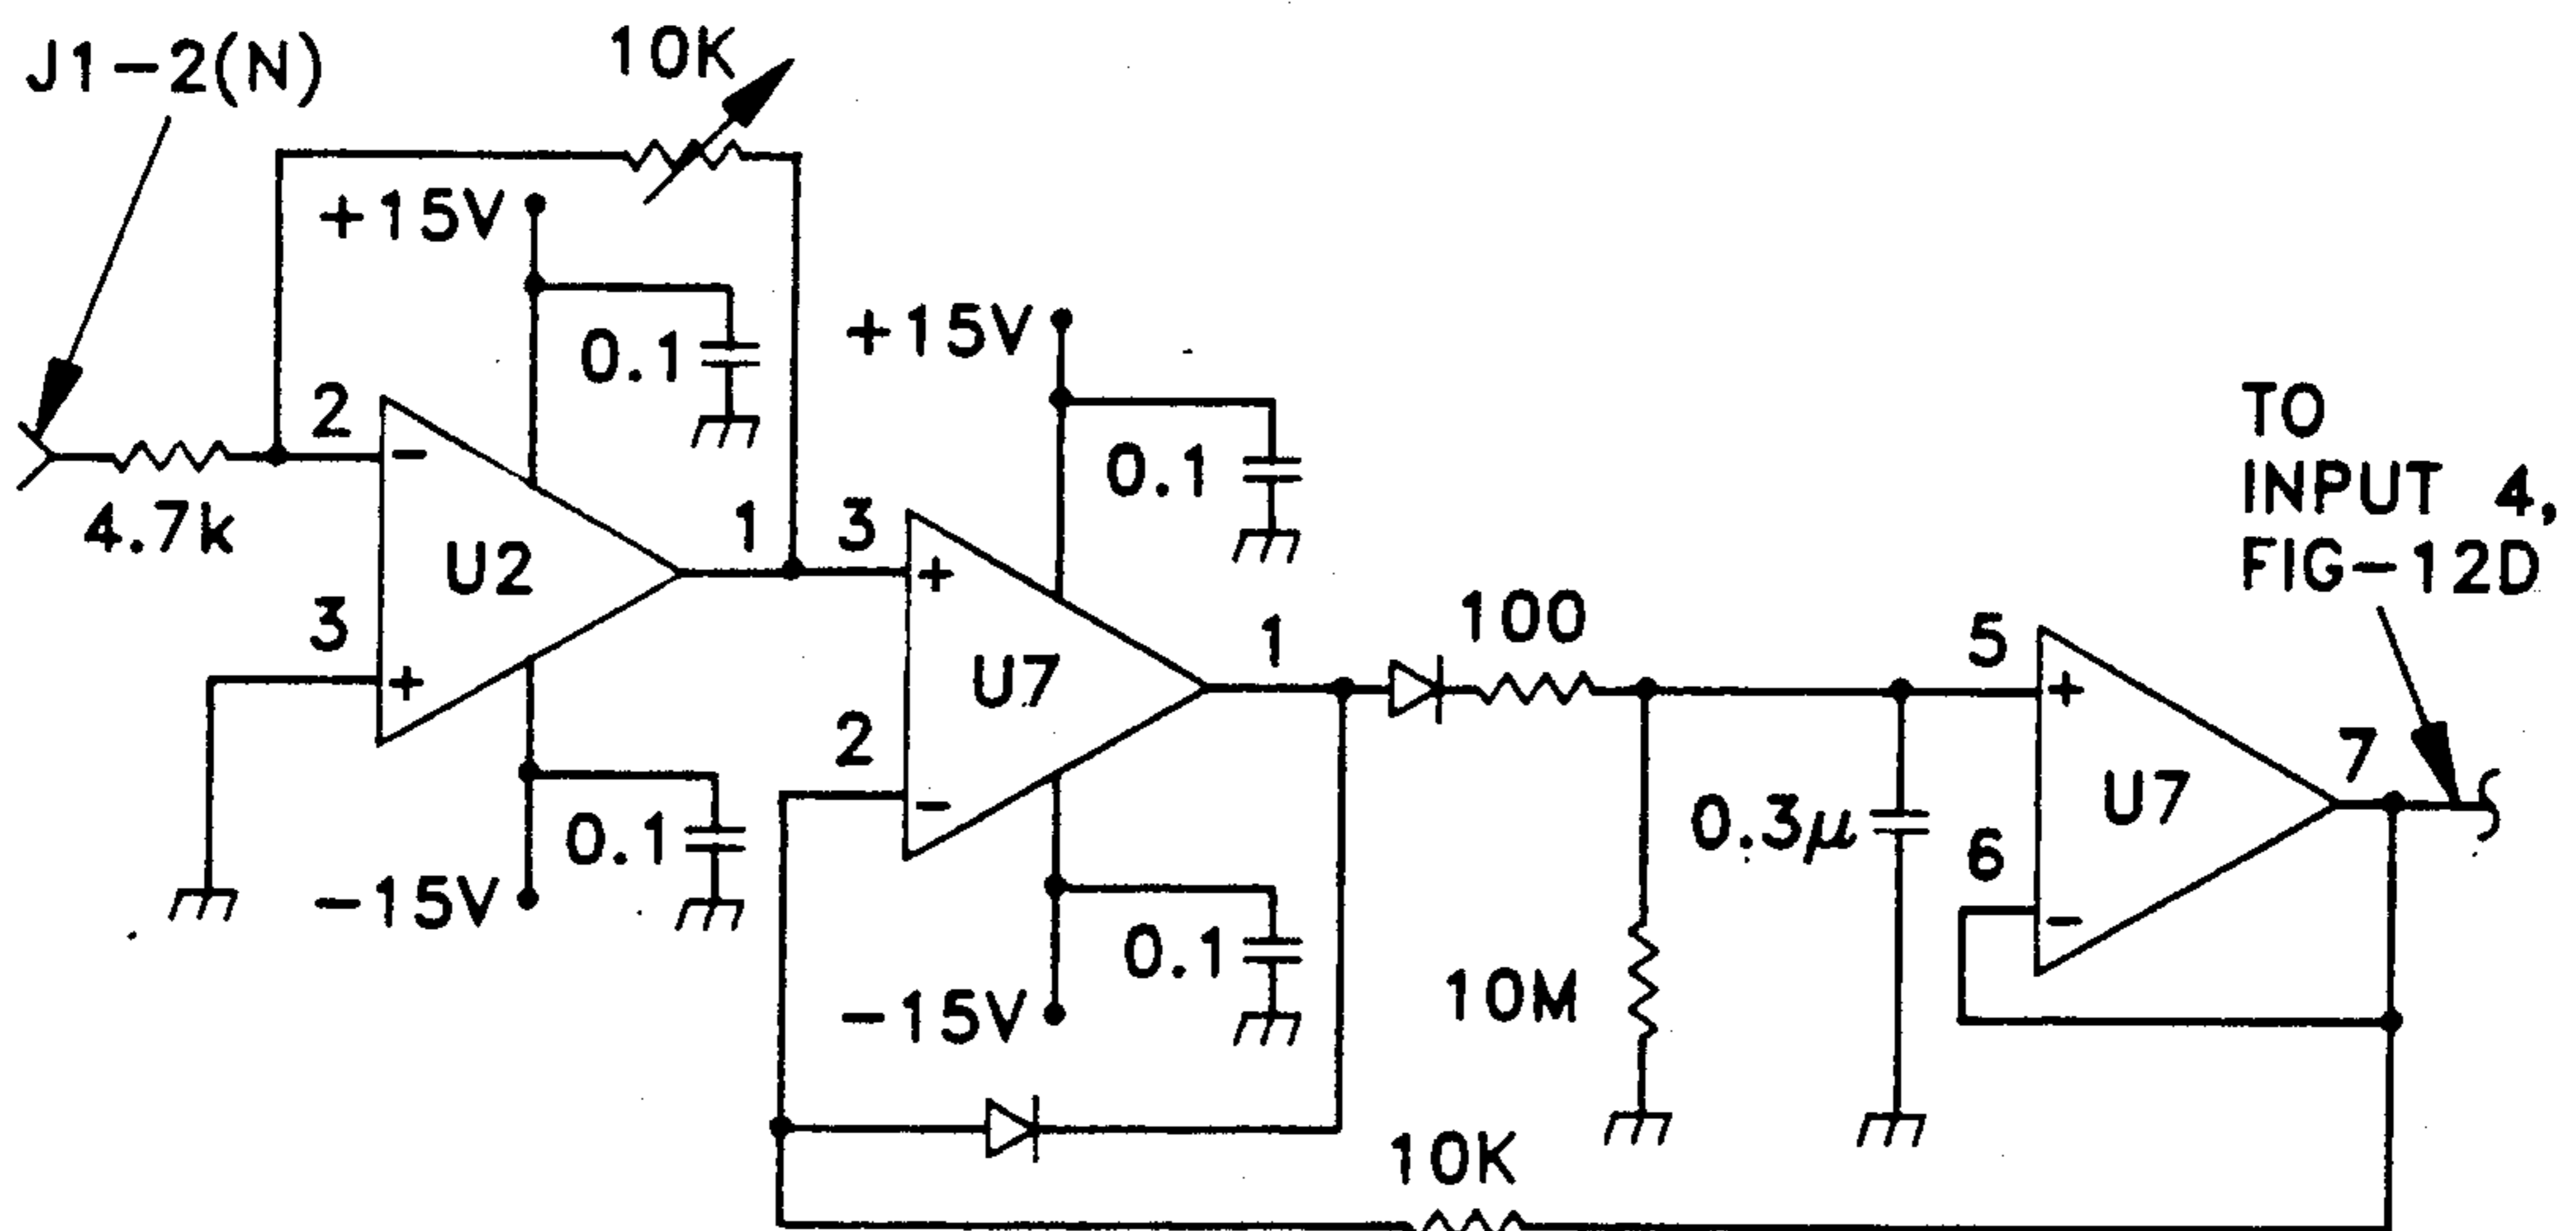 J1-2(N)
10K
+15V
0.1
+15V
2
-
4.7k
U2
1
3
+
3
+
0.1
TO
INPUT 4,
FIG-12D
-15V
0.1
U7
1
100
2
-
-15V
0.1
5
+
U7
7
0.3μ
6
-
10M
10K